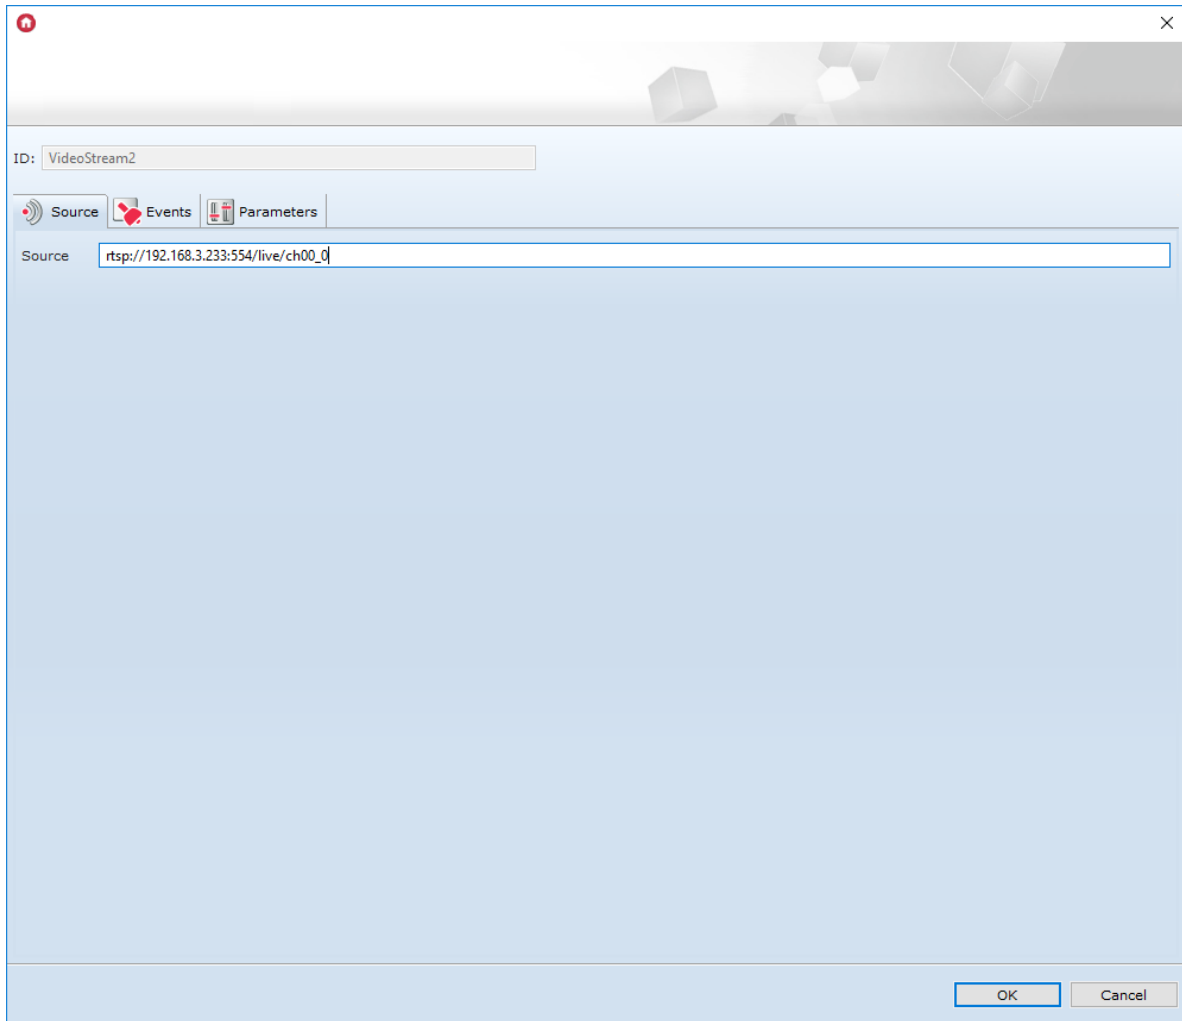 ID: VideoStream2
Source Events Parameters
Source rtsp://192.168.3.233:554/live/ch00_0
OK Cancel